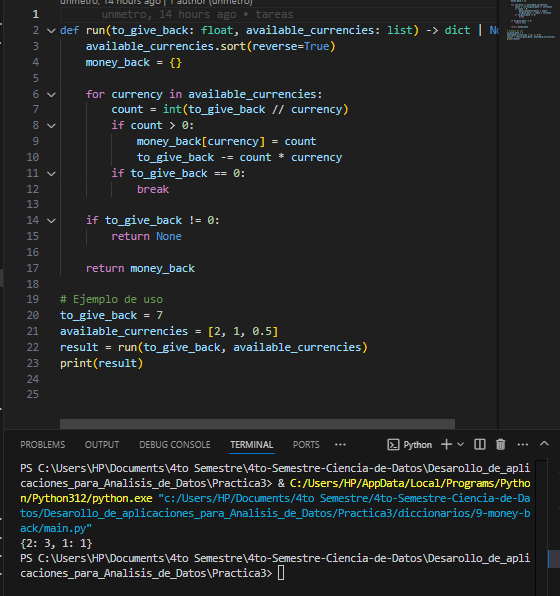 unmetro, 14 hours ago | 1 author (unmetro)
1 unmetro, 14 hours ago • tareas
2 def run(to_give_back: float, available_currencies: list) -> dict | No
3 available_currencies.sort(reverse=True)
4 money_back = {}
5
6 for currency in available_currencies:
7 count = int(to_give_back // currency)
8 if count > 0:
9 money_back[currency] = count
10 to_give_back -= count * currency
11 if to_give_back == 0:
12 break
13
14 if to_give_back != 0:
15 return None
16
17 return money_back
18
19 # Ejemplo de uso
20 to_give_back = 7
21 available_currencies = [2, 1, 0.5]
22 result = run(to_give_back, available_currencies)
23 print(result)
24
25
PROBLEMS OUTPUT DEBUG CONSOLE TERMINAL PORTS ··· Python
PS C:\Users\HP\Documents\4to Semestre\4to-Semestre-Ciencia-de-Datos\Desarollo_de_apli
caciones_para_Analisis_de_Datos\Practica3> & C:/Users/HP/AppData/Local/Programs/Pytho
n/Python312/python.exe "c:/Users/HP/Documents/4to Semestre/4to-Semestre-Ciencia-de-Da
tos/Desarollo_de_aplicaciones_para_Analisis_de_Datos/Practica3/diccionarios/9-money-b
ack/main.py"
{2: 3, 1: 1}
PS C:\Users\HP\Documents\4to Semestre\4to-Semestre-Ciencia-de-Datos\Desarollo_de_apli
caciones_para_Analisis_de_Datos\Practica3>